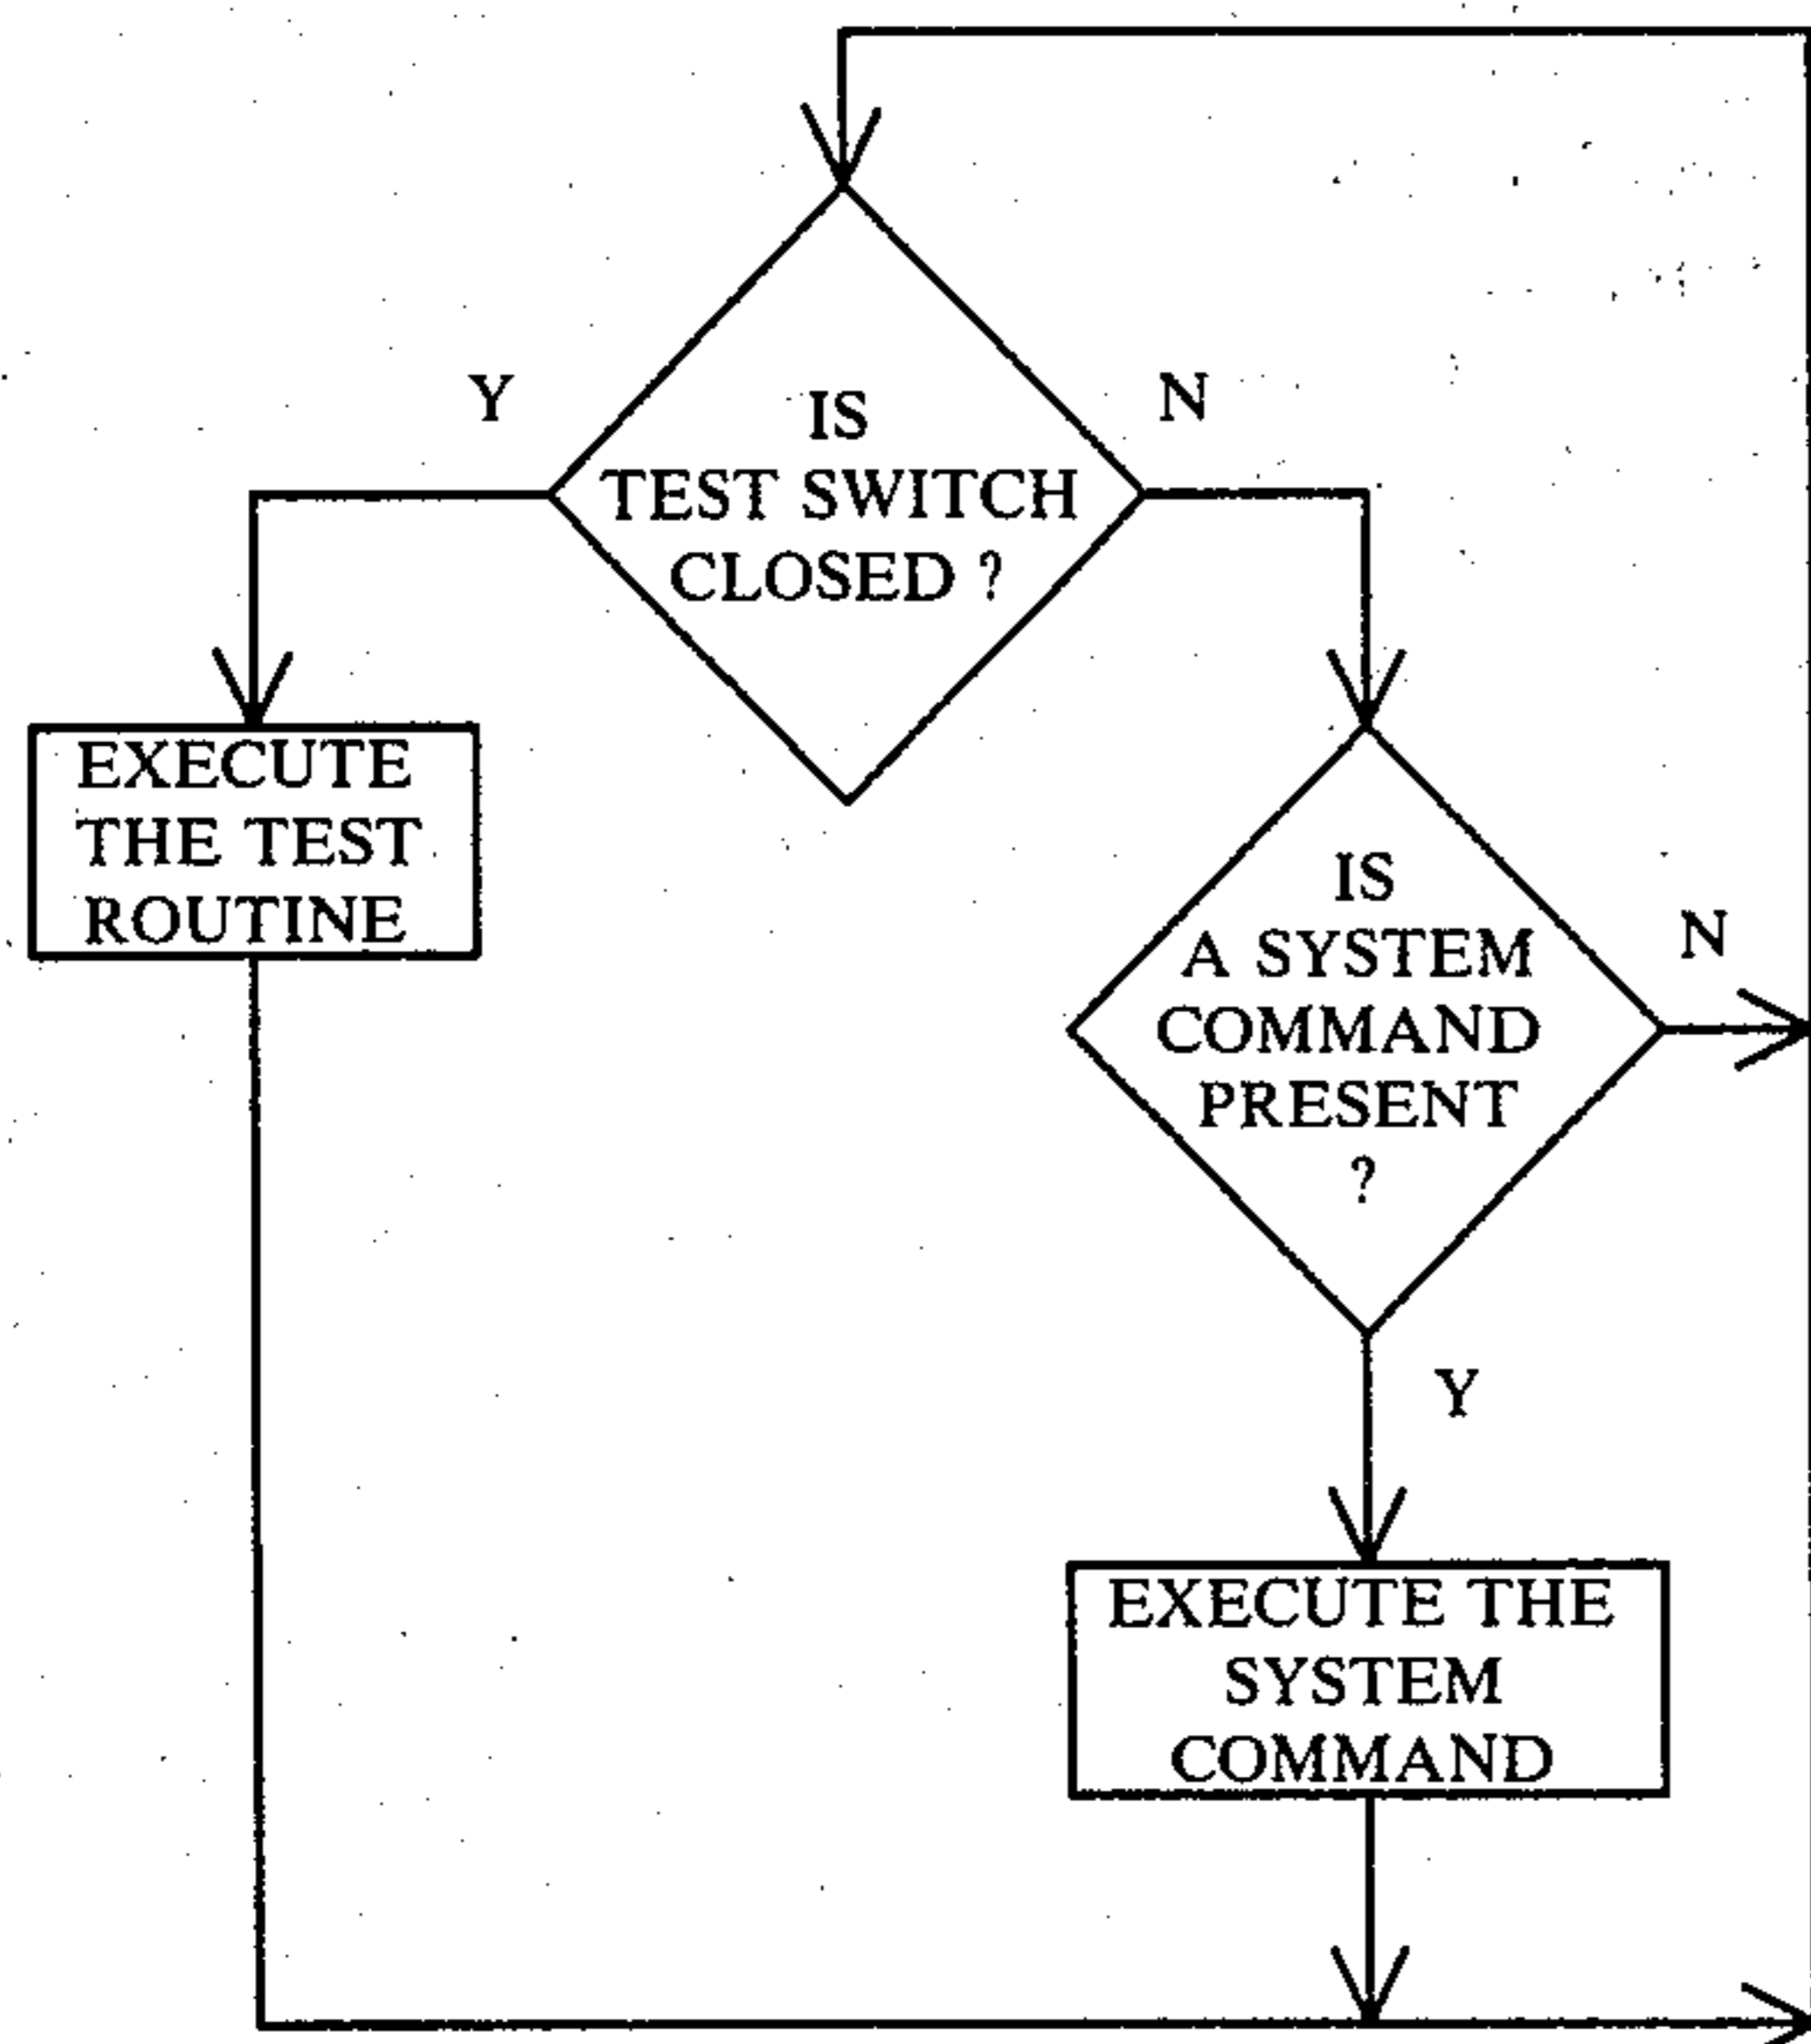 Y
IS
TEST SWITCH
CLOSED ?
N
EXECUTE
THE TEST
ROUTINE
IS
A SYSTEM
COMMAND
PRESENT
?
N
Y
EXECUTE THE
SYSTEM
COMMAND